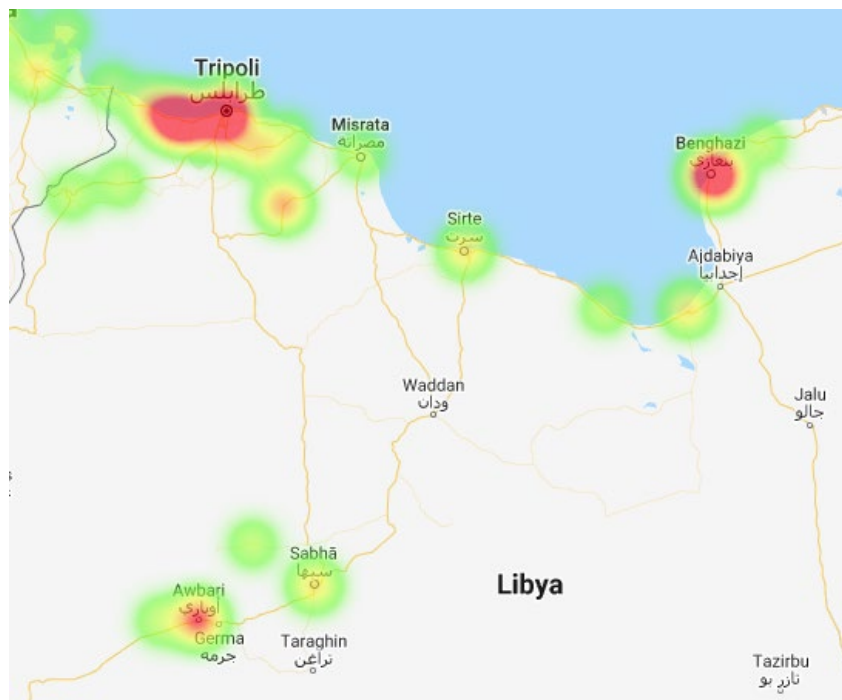 Tripoli
طرابلس
Misrata
مصراتة
Benghazi
بنغازي
Sirte
سرت
Ajdabiya
إجدابيا
Waddan
ودان
Jalu
جالو
Sabhā
سبها
Libya
Awbari
أوباري
Germa
جرمة
Taraghin
تراغن
Tazirbu
تازر بو